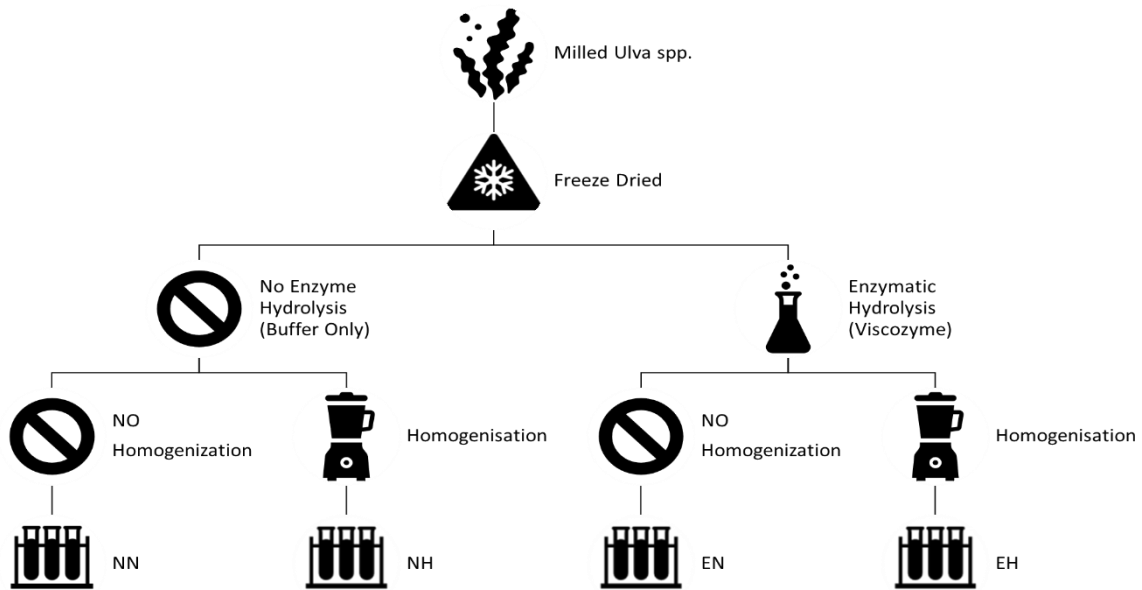 Milled Ulva spp.
Freeze Dried
No Enzyme
Hydrolysis
(Buffer Only)
Enzymatic
Hydrolysis
(Viscozyme)
NO
Homogenization
Homogenisation
NO
Homogenization
Homogenisation
NN
NH
EN
EH